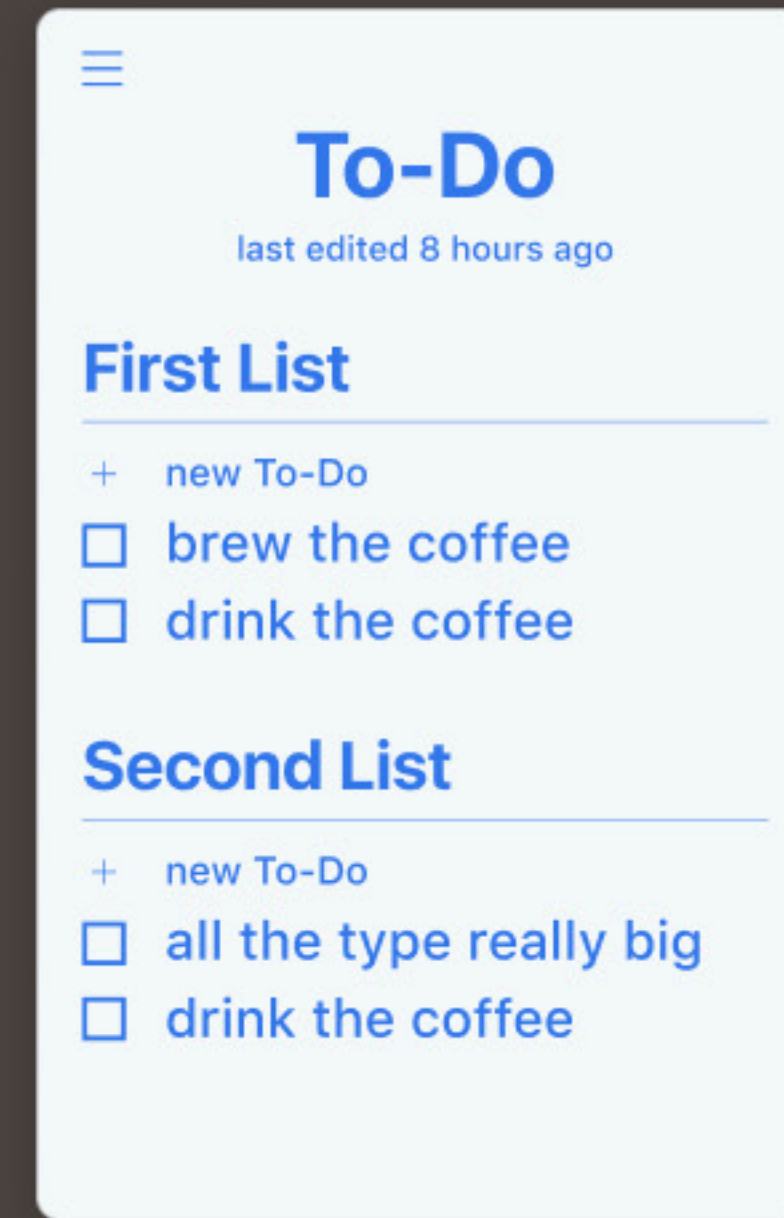 To-Do
last edited 8 hours ago
First List
+ new To-Do
brew the coffee
drink the coffee
Second List
+ new To-Do
all the type really big
drink the coffee